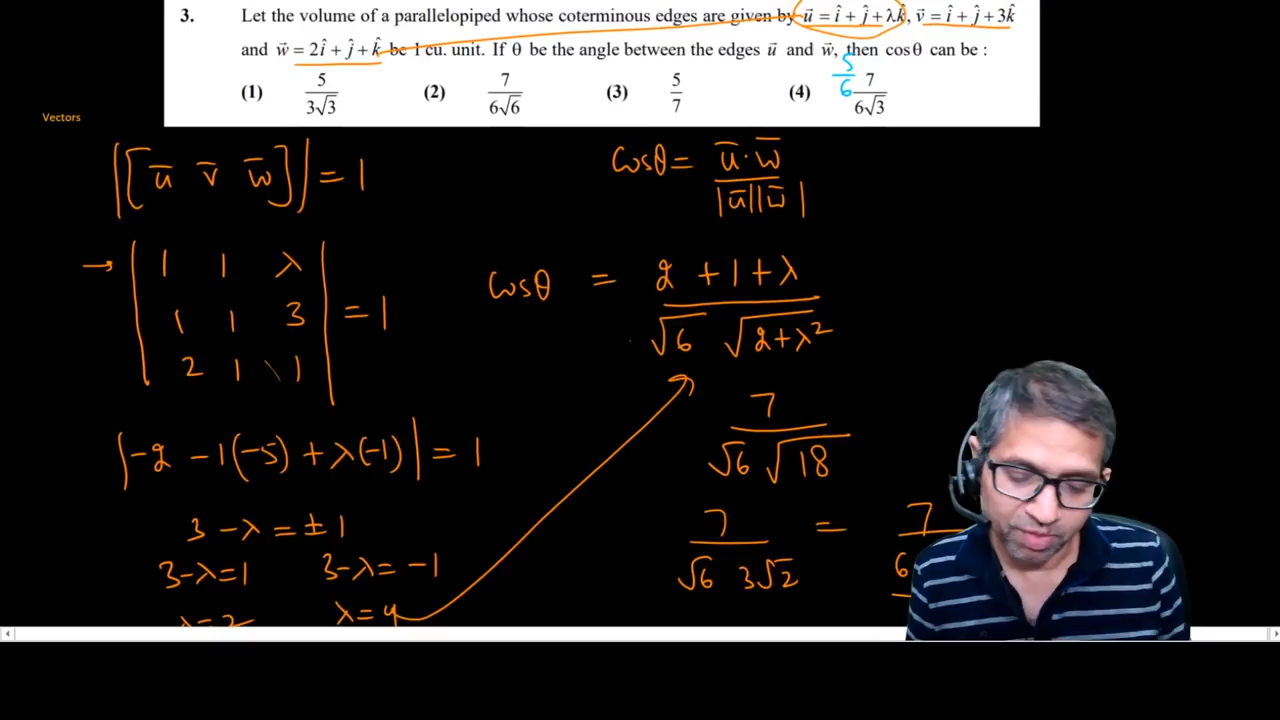 3. Let the volume of a parallelopiped whose coterminous edges are given by u⃗ = î + ĵ + λk̂, v⃗ = î + ĵ + 3k̂
and w⃗ = 2î + ĵ + k̂ be 1 cu. unit. If θ be the angle between the edges u⃗ and w⃗, then cosθ can be :
5/6
(1) 5/(3√3) (2) 7/(6√6) (3) 5/7 (4) 7/(6√3)
Vectors
|[ū v̄ w̄]| = 1
→ | 1 1 λ |
| 1 1 3 | = 1
| 2 1 1 |
|-2 -1(-5) + λ(-1)| = 1
3 - λ = ± 1
3-λ=1 3-λ= -1
λ=2 λ=4
cosθ = ū·w̄ / |ū||w̄|
cosθ = 2 + 1 + λ / √6 √2+λ²
7 / √6 √18
7 / √6 3√2 = 7 / 6